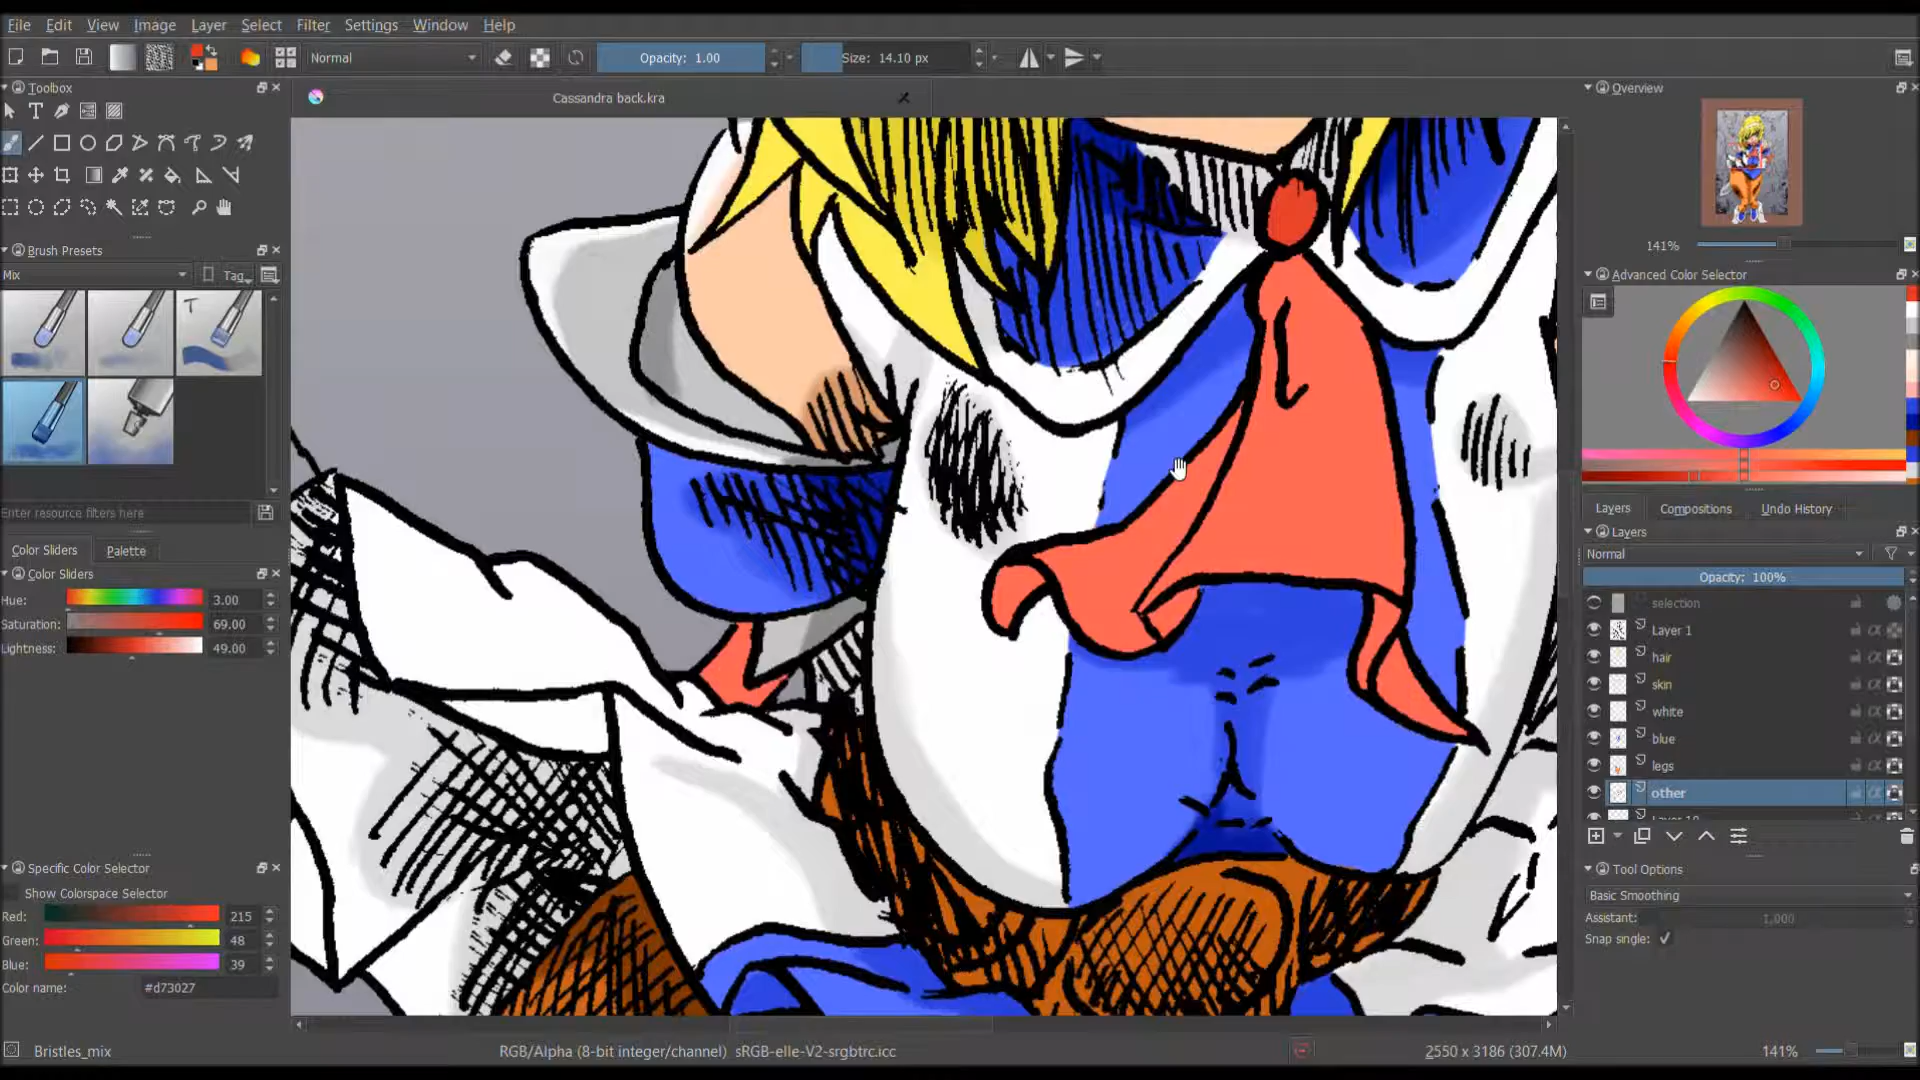 File Edit View Image Layer Select Filter Settings Window Help
Normal Opacity: 1.00 Size: 14.10 px
Toolbox
Cassandra back.kra
Overview
141%
Brush Presets
Mix Tag
T
Enter resource filters here
Color Sliders Palette
Color Sliders
Hue: 3.00
Saturation: 69.00
Lightness: 49.00
Specific Color Selector
Show Colorspace Selector
Red: 215
Green: 48
Blue: 39
Color name: #d73027
Advanced Color Selector
Layers Compositions Undo History
Layers
Normal
Opacity: 100%
selection
Layer 1
hair
skin
white
blue
legs
other
Layer 10
Tool Options
Basic Smoothing
Assistant: 1.000
Snap single:
Bristles_mix RGB/Alpha (8-bit integer/channel) sRGB-elle-V2-srgbtrc.icc 2550 x 3186 (307.4M) 141%